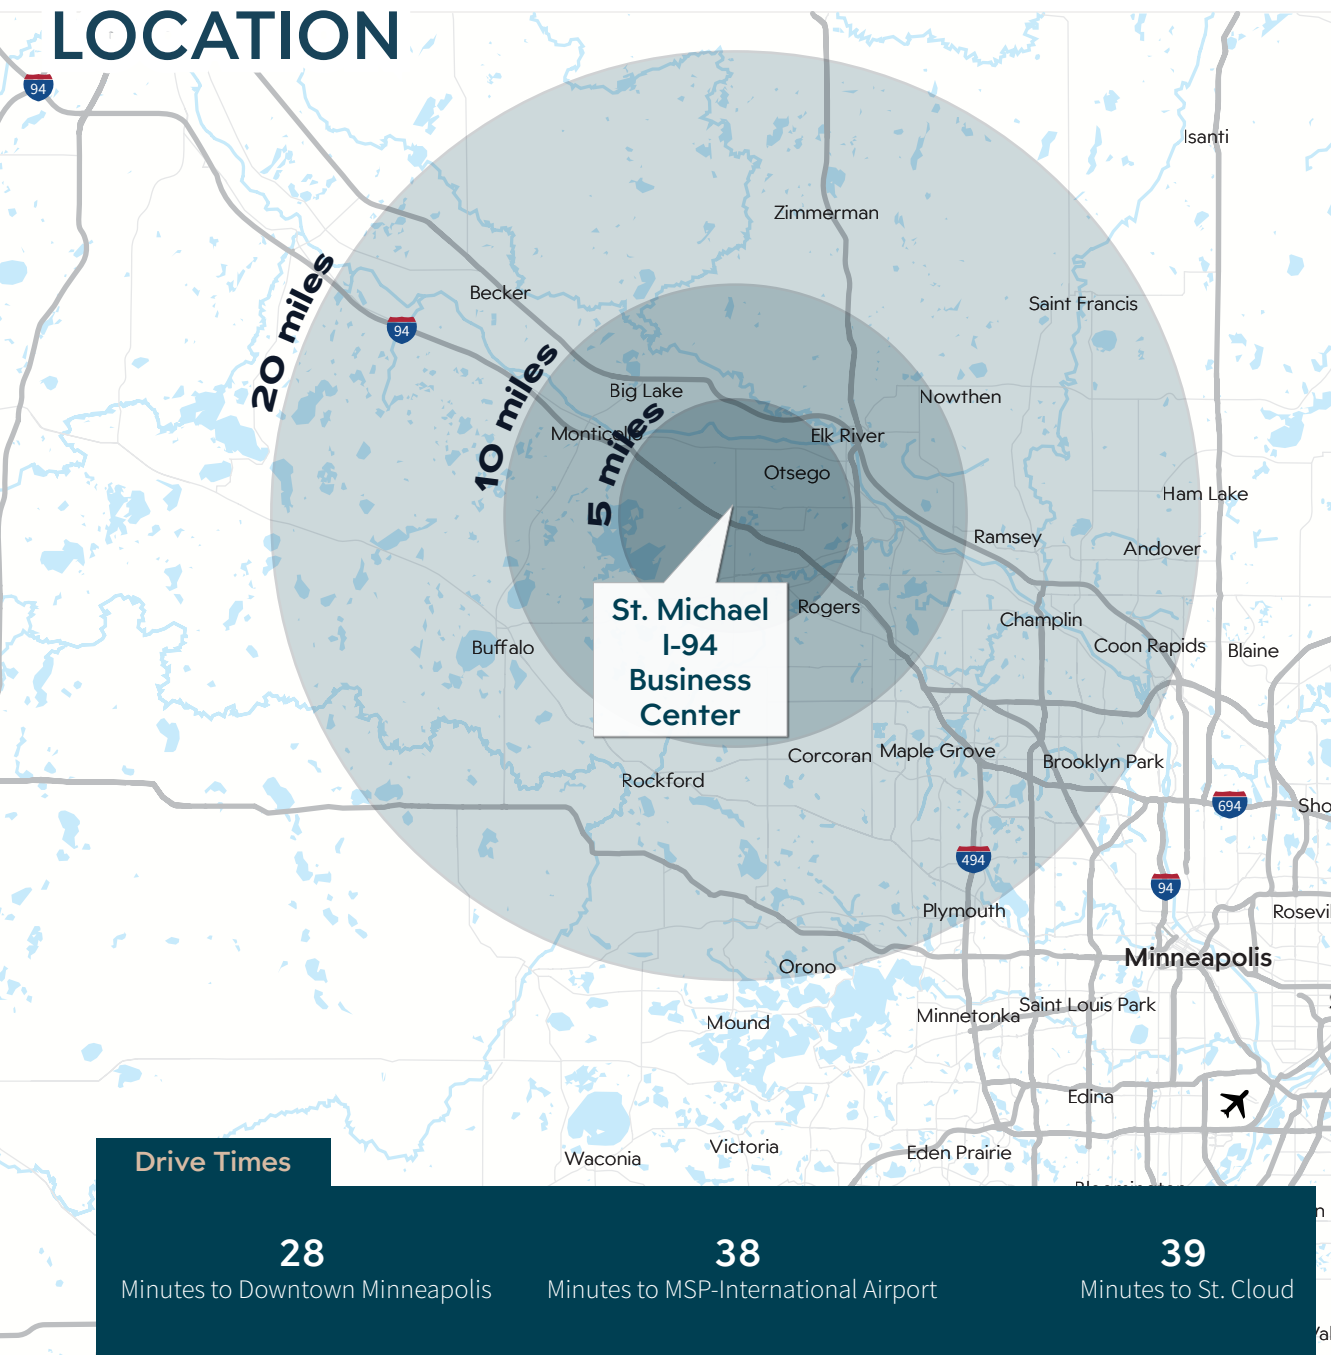 LOCATION
94
Isanti
Zimmerman
20 miles
Becker
Saint Francis
94
10 miles
Big Lake
Nowthen
5 miles
Monticello
Elk River
Otsego
Ham Lake
Ramsey
Andover
St. Michael
I-94
Business
Center
Rogers
Champlin
Buffalo
Coon Rapids
Blaine
Corcoran
Maple Grove
Brooklyn Park
Rockford
694
Sho
494
94
Plymouth
Rosevi
Minneapolis
Orono
Saint Louis Park
Minnetonka
Mound
Edina
Victoria
Eden Prairie
Waconia
Drive Times
28
Minutes to Downtown Minneapolis
38
Minutes to MSP-International Airport
39
Minutes to St. Cloud